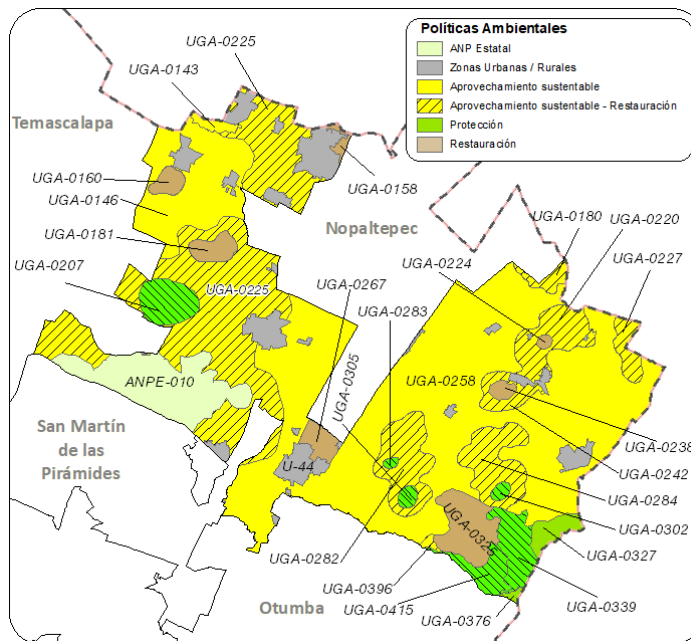 Políticas Ambientales
ANP Estatal
Zonas Urbanas / Rurales
Aprovechamiento sustentable
Aprovechamiento sustentable - Restauración
Protección
Restauración
UGA-0225
UGA-0143
Temascalapa
UGA-0160
UGA-0158
UGA-0146
Nopaltepec
UGA-0180
UGA-0220
UGA-0181
UGA-0224
UGA-0227
UGA-0207
UGA-0225
UGA-0267
UGA-0283
UGA-0305
ANPE-010
UGA-0258
San Martín
de las
Pirámides
U-44
UGA-0238
UGA-0242
UGA-0284
UGA-0302
UGA-0325
UGA-0282
UGA-0327
UGA-0396
UGA-0415
UGA-0339
Otumba
UGA-0376